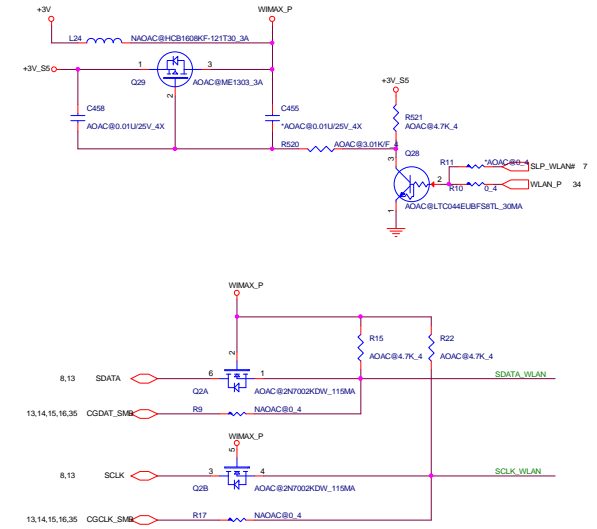 +3V
WIMAX_P
L24
NAOAC@HCB1608KF-121T30_3A
+3V_S5
1
3
Q29
AOAC@ME1303_3A
2
+3V_S5
C458
AOAC@0.01U/25V_4X
C455
*AOAC@0.01U/25V_4X
R521
AOAC@4.7K_4
R520
AOAC@3.01K/F_4
Q28
3
R11
*AOAC@0_4
SLP_WLAN# 7
2
R10
0_4
WLAN_P 34
1
AOAC@LTC044EUBFS8TL_30MA
WIMAX_P
R15
AOAC@4.7K_4
R22
AOAC@4.7K_4
2
8,13
SDATA
6
1
SDATA_WLAN
Q2A
AOAC@2N7002KDW_115MA
13,14,15,16,35
CGDAT_SMB
R9
NAOAC@0_4
WIMAX_P
5
8,13
SCLK
3
4
SCLK_WLAN
Q2B
AOAC@2N7002KDW_115MA
13,14,15,16,35
CGCLK_SMB
R17
NAOAC@0_4